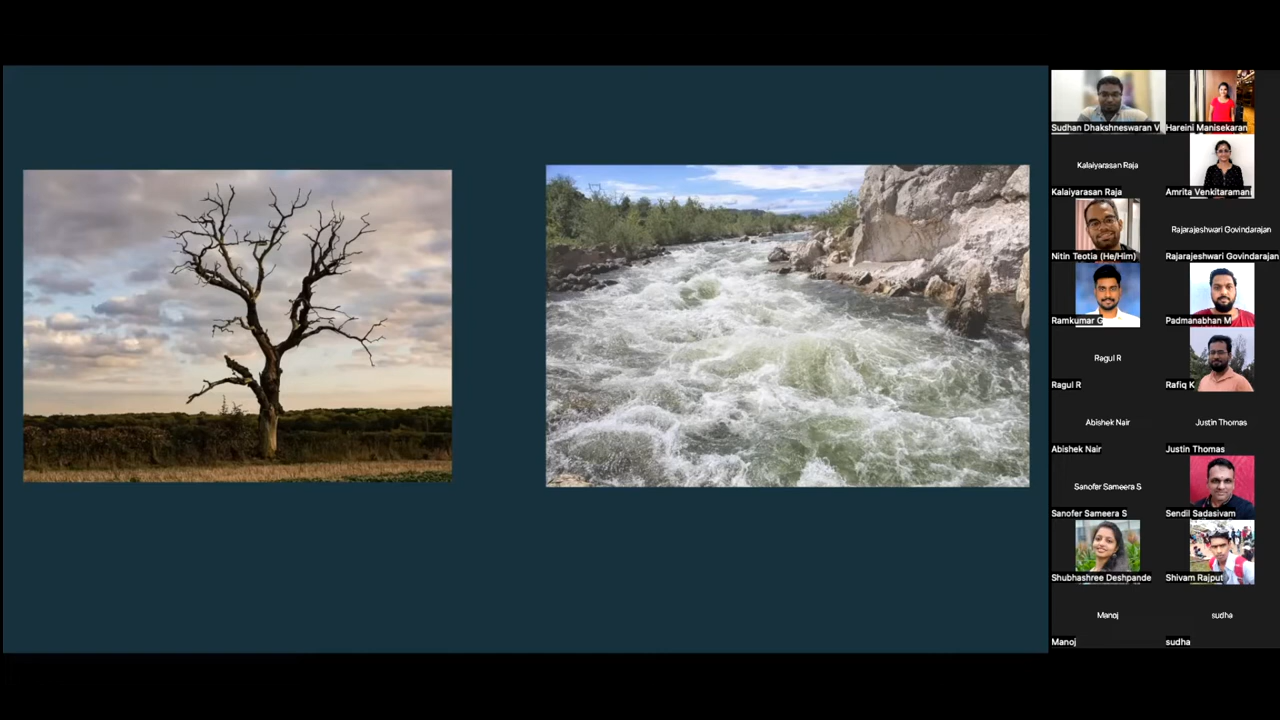 Sudhan Dhakshneswaran V
Hareini Manisekaran
Kalaiyarasan Raja
Kalaiyarasan Raja
Amrita Venkitaramani
Rajarajeshwari Govindarajan
Nitin Teotia (He/Him)
Rajarajeshwari Govindarajan
Ramkumar G
Padmanabhan M
Ragul R
Ragul R
Rafiq K
Abishek Nair
Justin Thomas
Abishek Nair
Justin Thomas
Sanofer Sameera S
Sanofer Sameera S
Sendil Sadasivam
Shubhashree Deshpande
Shivam Rajput
Manoj
sudha
Manoj
sudha